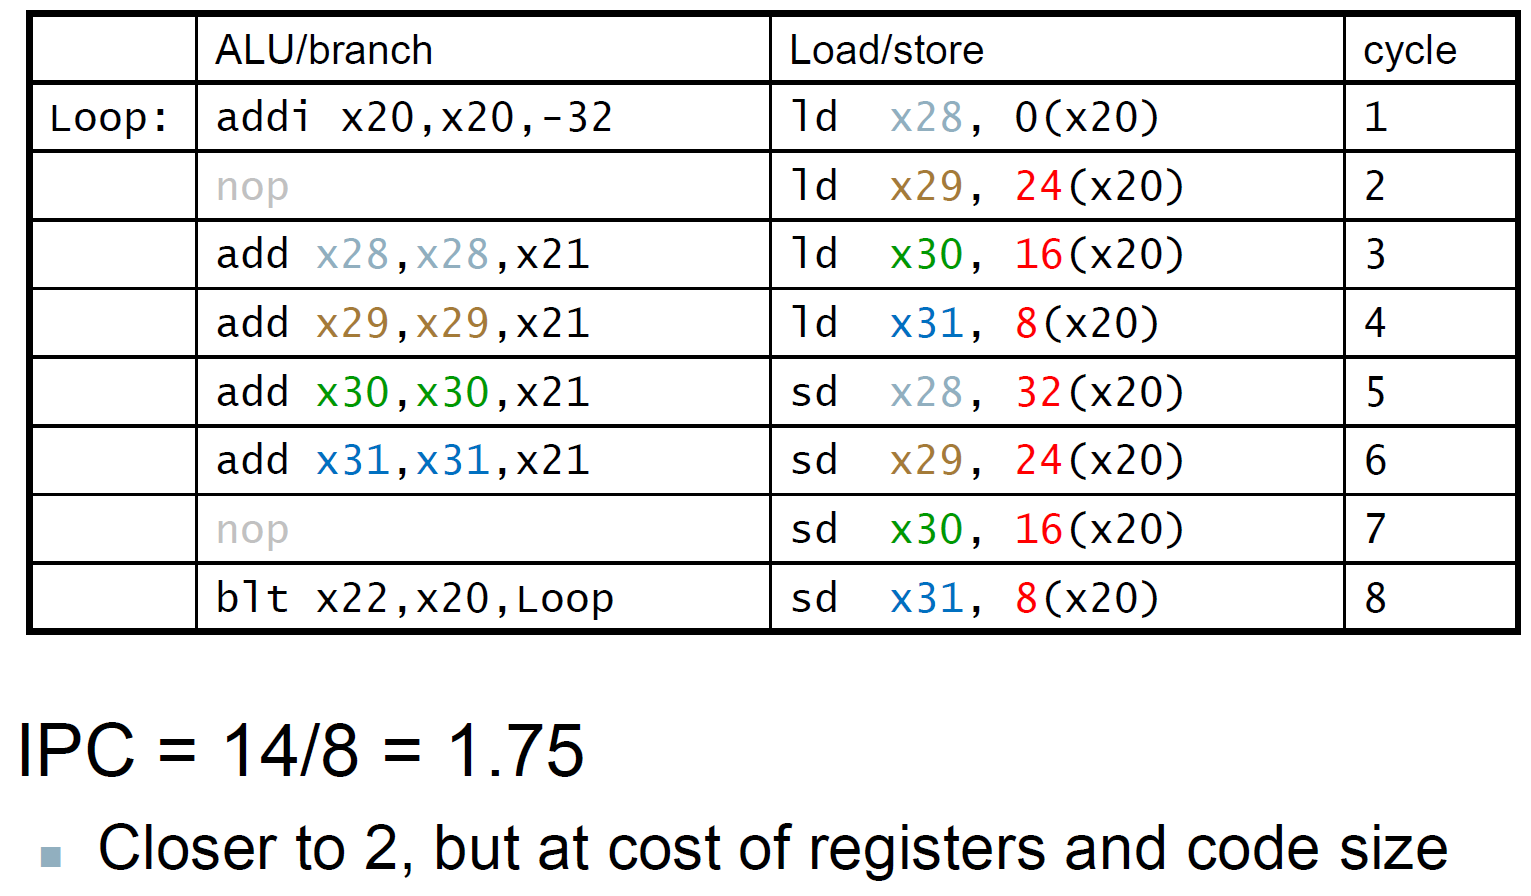 ALU/branch Load/store cycle
Loop: addi x20,x20,-32 ld x28, 0(x20) 1
nop ld x29, 24(x20) 2
add x28,x28,x21 ld x30, 16(x20) 3
add x29,x29,x21 ld x31, 8(x20) 4
add x30,x30,x21 sd x28, 32(x20) 5
add x31,x31,x21 sd x29, 24(x20) 6
nop sd x30, 16(x20) 7
blt x22,x20,Loop sd x31, 8(x20) 8
IPC = 14/8 = 1.75
Closer to 2, but at cost of registers and code size